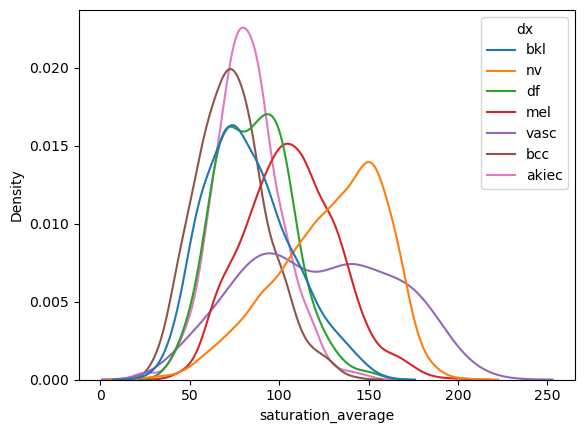 dx
bkl
nv
df
mel
vasc
bcc
akiec
Density
0.020
0.015
0.010
0.005
0.000
0 50 100 150 200 250
saturation_average